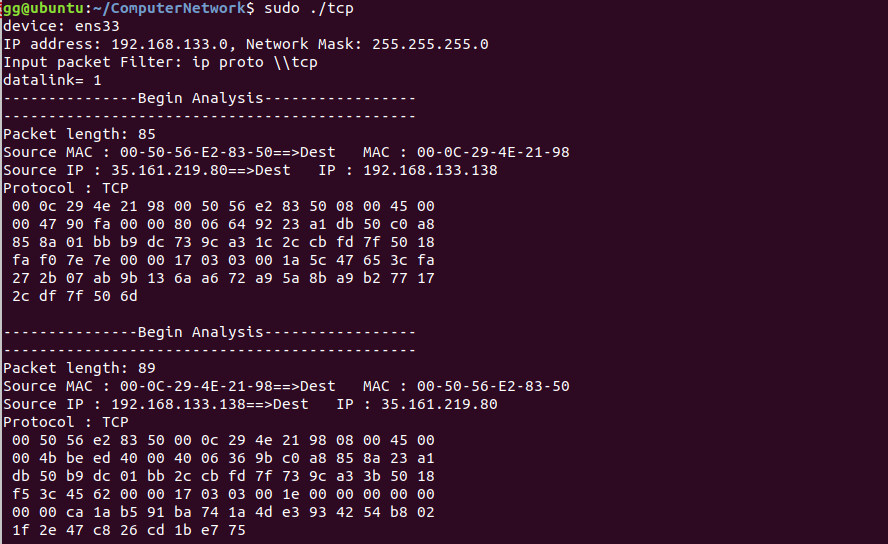 gg@ubuntu:~/ComputerNetwork$ sudo ./tcp
device: ens33
IP address: 192.168.133.0, Network Mask: 255.255.255.0
Input packet Filter: ip proto \\tcp
datalink= 1
---------------Begin Analysis-----------------
----------------------------------------------
Packet length: 85
Source MAC : 00-50-56-E2-83-50==>Dest   MAC : 00-0C-29-4E-21-98
Source IP : 35.161.219.80==>Dest   IP : 192.168.133.138
Protocol : TCP
 00 0c 29 4e 21 98 00 50 56 e2 83 50 08 00 45 00
 00 47 90 fa 00 00 80 06 64 92 23 a1 db 50 c0 a8
 85 8a 01 bb b9 dc 73 9c a3 1c 2c cb fd 7f 50 18
 fa f0 7e 7e 00 00 17 03 03 00 1a 5c 47 65 3c fa
 27 2b 07 ab 9b 13 6a a6 72 a9 5a 8b a9 b2 77 17
 2c df 7f 50 6d
---------------Begin Analysis-----------------
----------------------------------------------
Packet length: 89
Source MAC : 00-0C-29-4E-21-98==>Dest   MAC : 00-50-56-E2-83-50
Source IP : 192.168.133.138==>Dest   IP : 35.161.219.80
Protocol : TCP
 00 50 56 e2 83 50 00 0c 29 4e 21 98 08 00 45 00
 00 4b be ed 40 00 40 06 36 9b c0 a8 85 8a 23 a1
 db 50 b9 dc 01 bb 2c cb fd 7f 73 9c a3 3b 50 18
 f5 3c 45 62 00 00 17 03 03 00 1e 00 00 00 00 00
 00 00 ca 1a b5 91 ba 74 1a 4d e3 93 42 54 b8 02
 1f 2e 47 c8 26 cd 1b e7 75